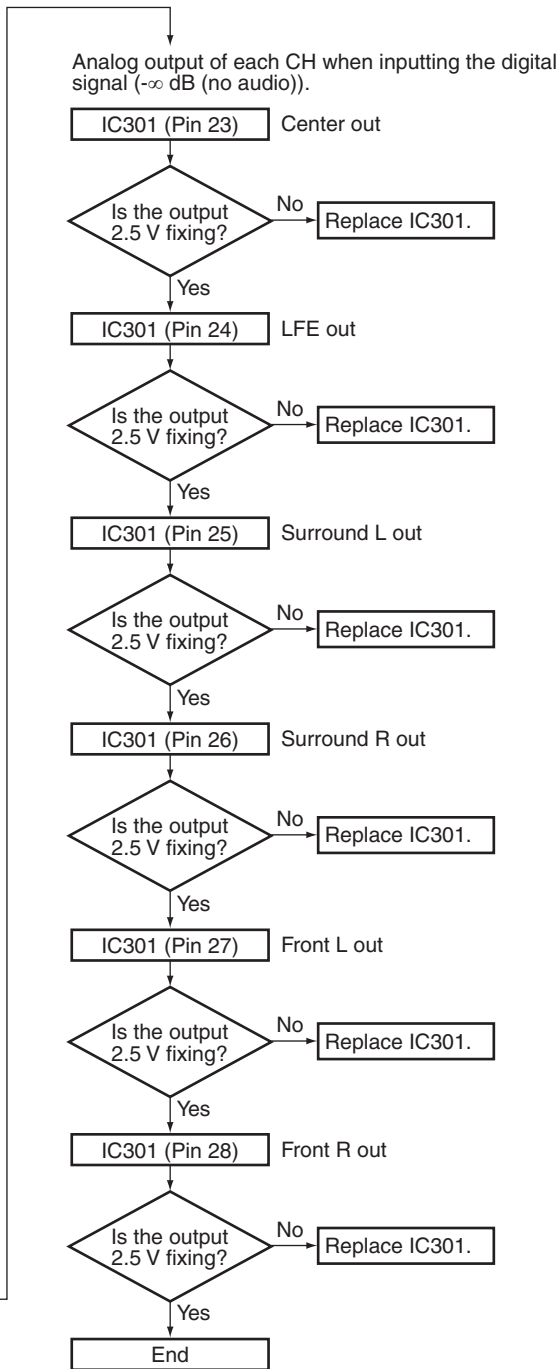 Analog output of each CH when inputting the digital
signal (-∞ dB (no audio)).
IC301 (Pin 23) Center out
Is the output
2.5 V fixing?
No
Replace IC301.
Yes
IC301 (Pin 24) LFE out
Is the output
2.5 V fixing?
No
Replace IC301.
Yes
IC301 (Pin 25) Surround L out
Is the output
2.5 V fixing?
No
Replace IC301.
Yes
IC301 (Pin 26) Surround R out
Is the output
2.5 V fixing?
No
Replace IC301.
Yes
IC301 (Pin 27) Front L out
Is the output
2.5 V fixing?
No
Replace IC301.
Yes
IC301 (Pin 28) Front R out
Is the output
2.5 V fixing?
No
Replace IC301.
Yes
End